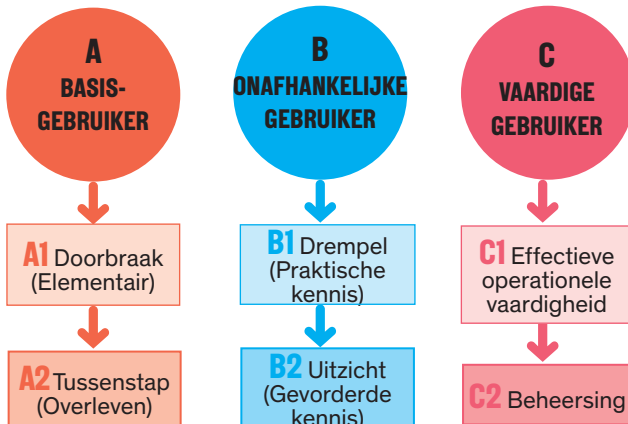 A
BASIS-
GEBRUIKER
B
ONAFHANKELIJKE
GEBRUIKER
C
VAARDIGE
GEBRUIKER
A1 Doorbraak
(Elementair)
B1 Drempel
(Praktische
kennis)
C1 Effectieve
operationele
vaardigheid
A2 Tussenstap
(Overleven)
B2 Uitzicht
(Gevorderde
kennis)
C2 Beheersing